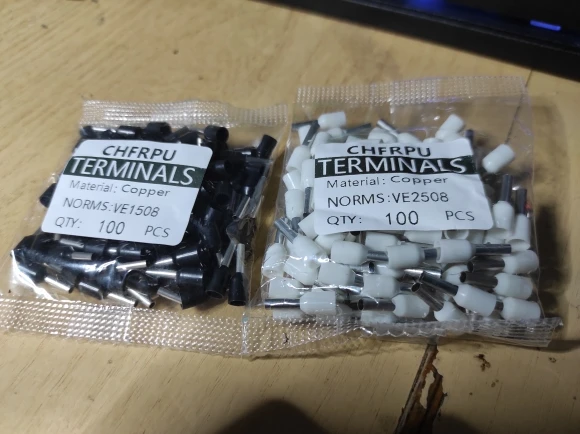 CHFRPU
TERMINALS
Material: Copper
NORMS:VE1508
QTY: 100 PCS
CHFRPU
TERMINALS
Material: Copper
NORMS:VE2508
QTY: 100 PCS